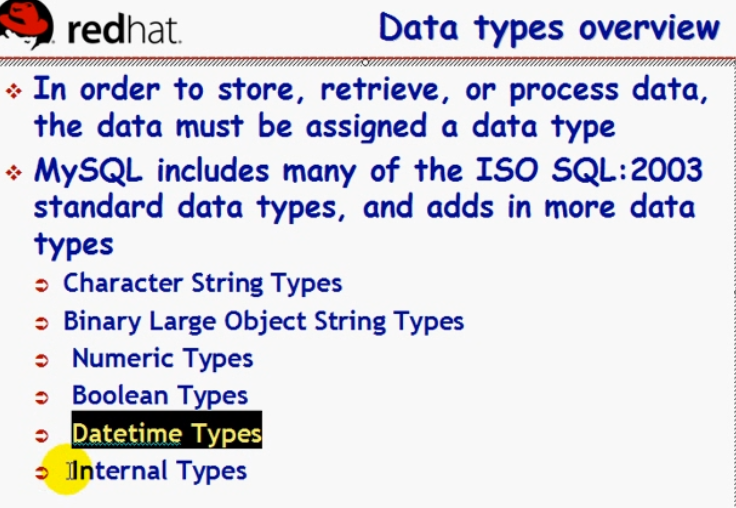 redhat.
Data types overview
In order to store, retrieve, or process data,
the data must be assigned a data type
MySQL includes many of the ISO SQL:2003
standard data types, and adds in more data
types
Character String Types
Binary Large Object String Types
Numeric Types
Boolean Types
Datetime Types
Internal Types